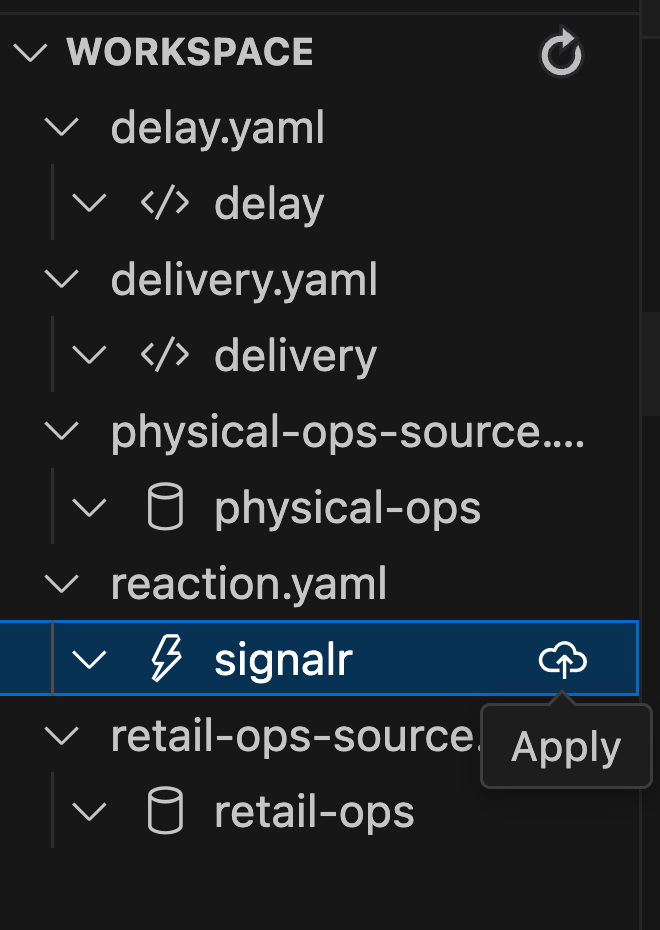 WORKSPACE
delay.yaml
delay
delivery.yaml
delivery
physical-ops-source....
physical-ops
reaction.yaml
signalr
retail-ops-source.
Apply
retail-ops